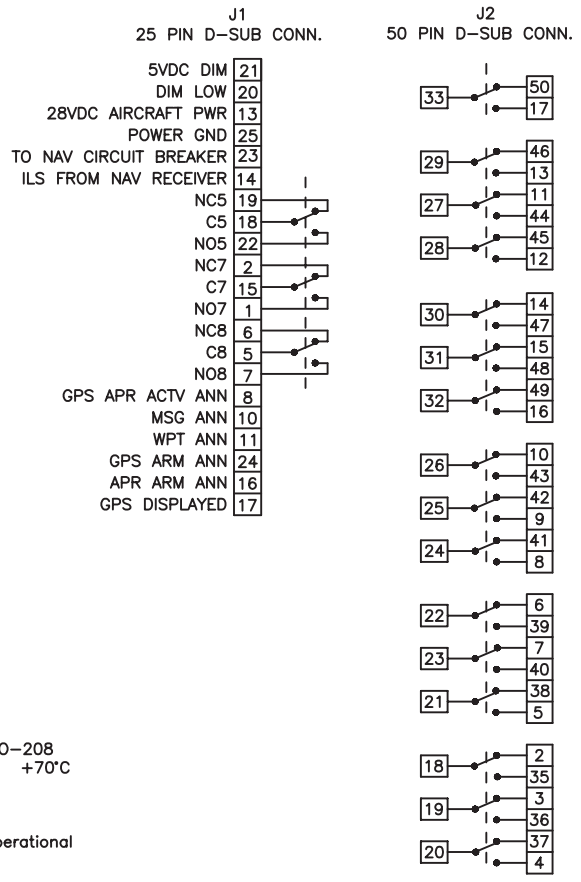 J1
25 PIN D-SUB CONN.
5VDC DIM 21
DIM LOW 20
28VDC AIRCRAFT PWR 13
POWER GND 25
TO NAV CIRCUIT BREAKER 23
ILS FROM NAV RECEIVER 14
NC5 19
C5 18
NO5 22
NC7 2
C7 15
NO7 1
NC8 6
C8 5
NO8 7
GPS APR ACTV ANN 8
MSG ANN 10
WPT ANN 11
GPS ARM ANN 24
APR ARM ANN 16
GPS DISPLAYED 17
O-208
+70°C
perational
J2
50 PIN D-SUB CONN.
33 50
17
29 46
13
27 11
44
28 45
12
30 14
47
31 15
48
32 49
16
26 10
43
25 42
9
24 41
8
22 6
39
23 7
40
21 38
5
18 2
35
19 3
36
20 37
4